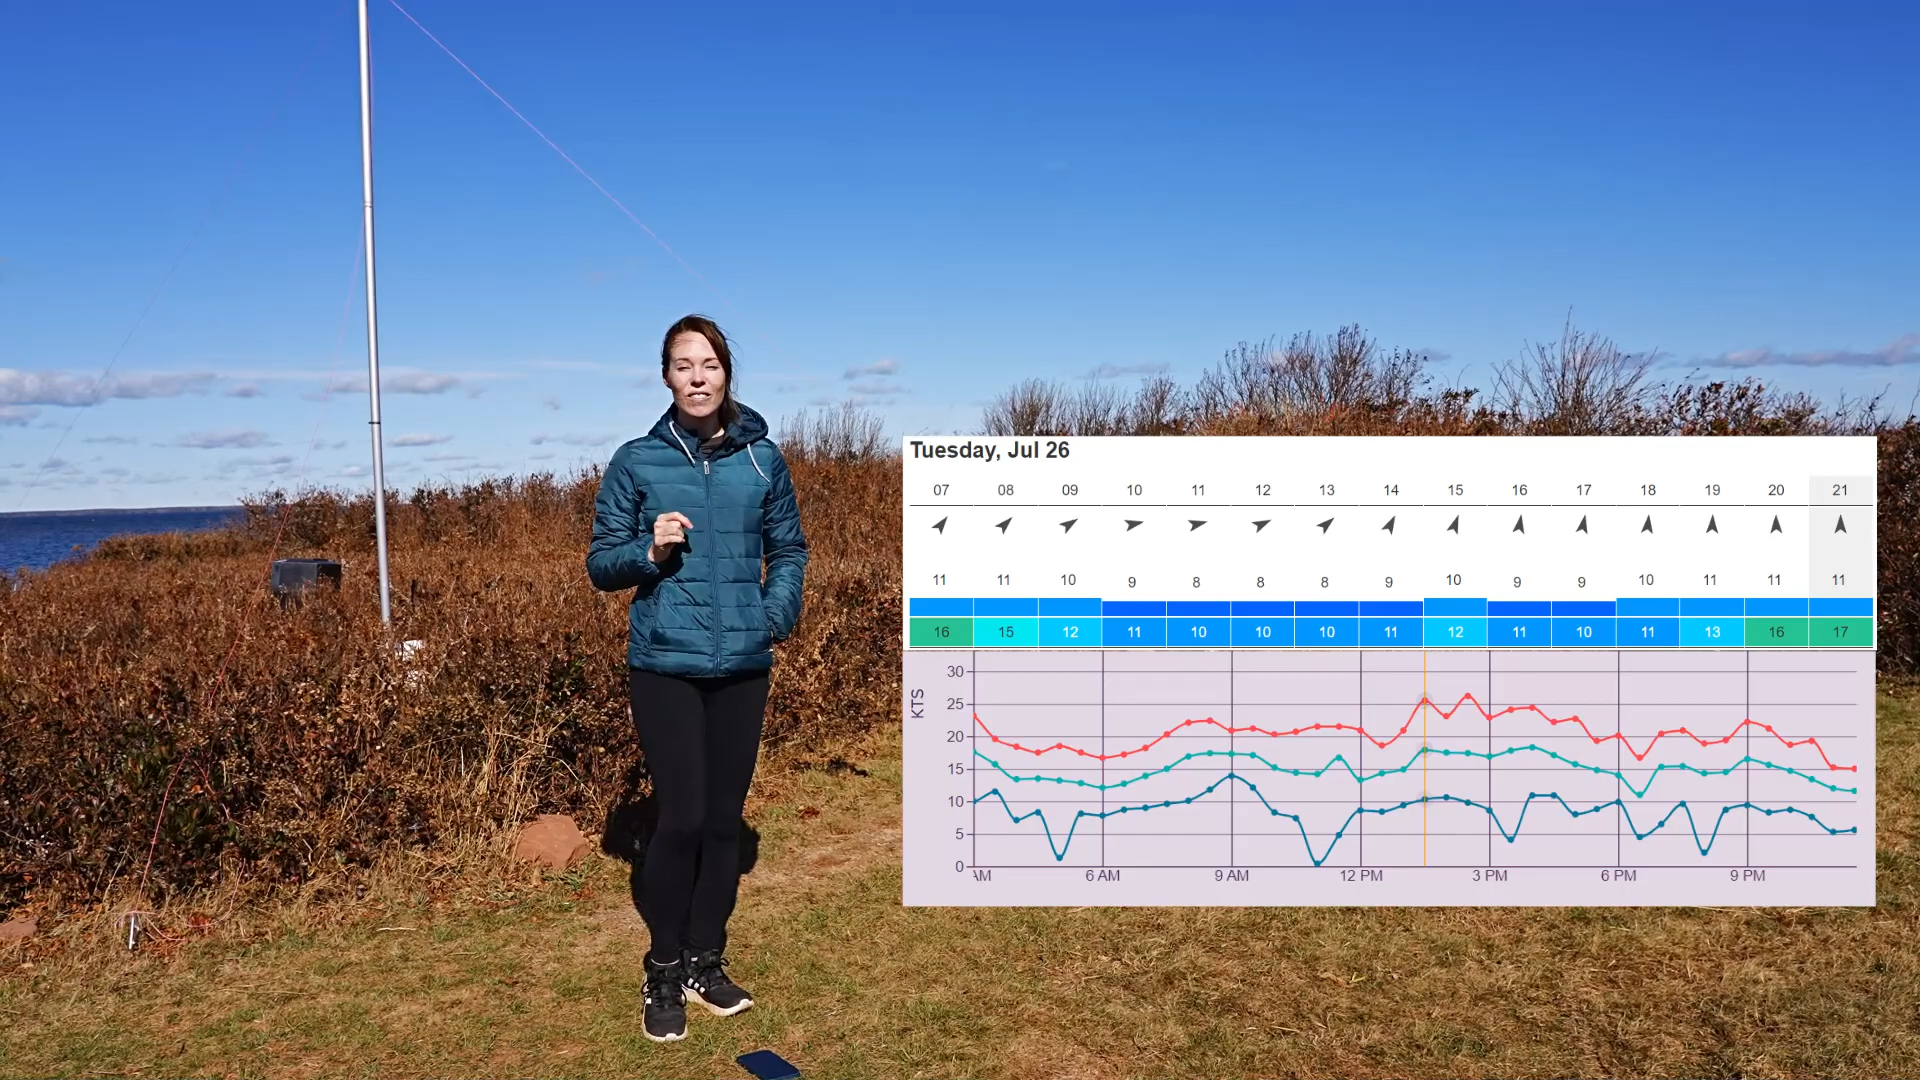 Tuesday, Jul 26
07 08 09 10 11 12 13 14 15 16 17 18 19 20 21
11 11 10 9 8 8 8 9 10 9 9 10 11 11 11
16 15 12 11 10 10 10 11 12 11 10 11 13 16 17
KTS
30
25
20
15
10
5
0
6 AM 9 AM 12 PM 3 PM 6 PM 9 PM